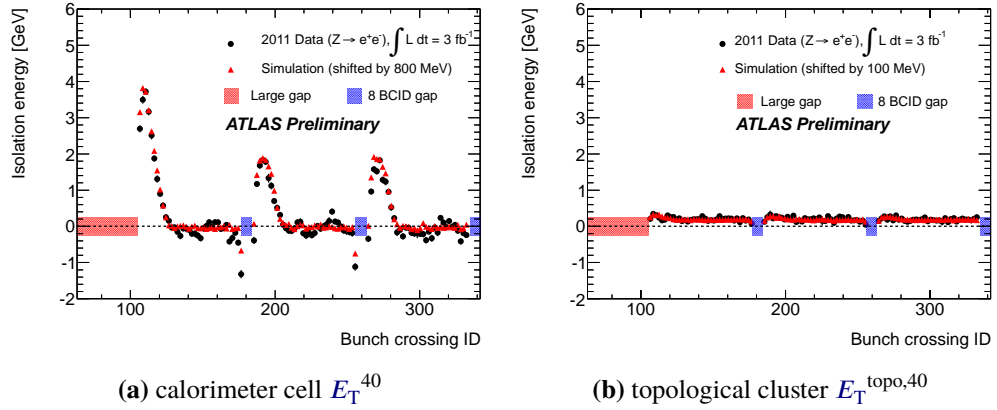 Isolation energy [GeV]
6
5
4
3
2
1
0
-1
-2
2011 Data (Z→ e⁺e⁻), ∫ L dt = 3 fb⁻¹
Simulation (shifted by 800 MeV)
Large gap 8 BCID gap
ATLAS Preliminary
100 200 300
Bunch crossing ID
(a) calorimeter cell E_T^40
Isolation energy [GeV]
6
5
4
3
2
1
0
-1
-2
2011 Data (Z→ e⁺e⁻), ∫ L dt = 3 fb⁻¹
Simulation (shifted by 100 MeV)
Large gap 8 BCID gap
ATLAS Preliminary
100 200 300
Bunch crossing ID
(b) topological cluster E_T^topo,40